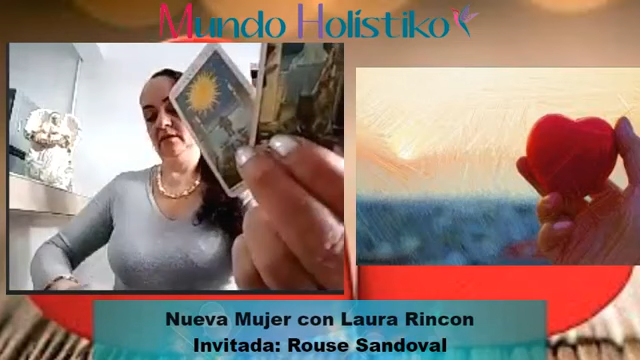 Mundo Holístiko
Nueva Mujer con Laura Rincon
Invitada: Rouse Sandoval